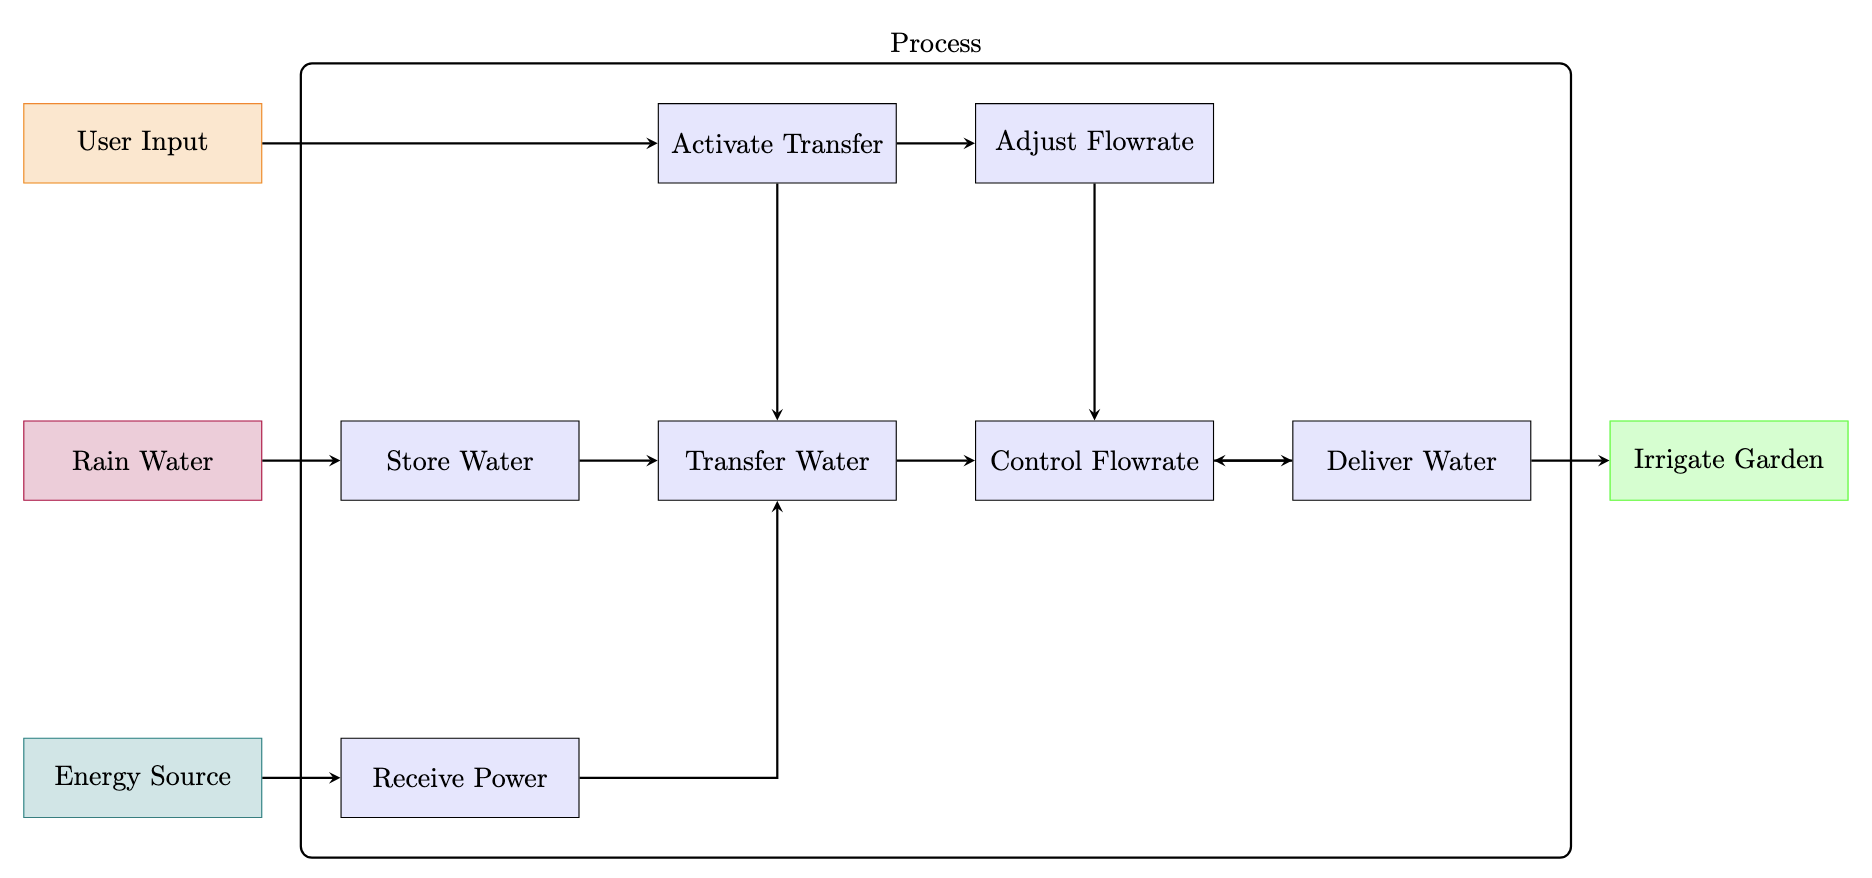 Process
User Input
Activate Transfer
Adjust Flowrate
Rain Water
Store Water
Transfer Water
Control Flowrate
Deliver Water
Irrigate Garden
Energy Source
Receive Power